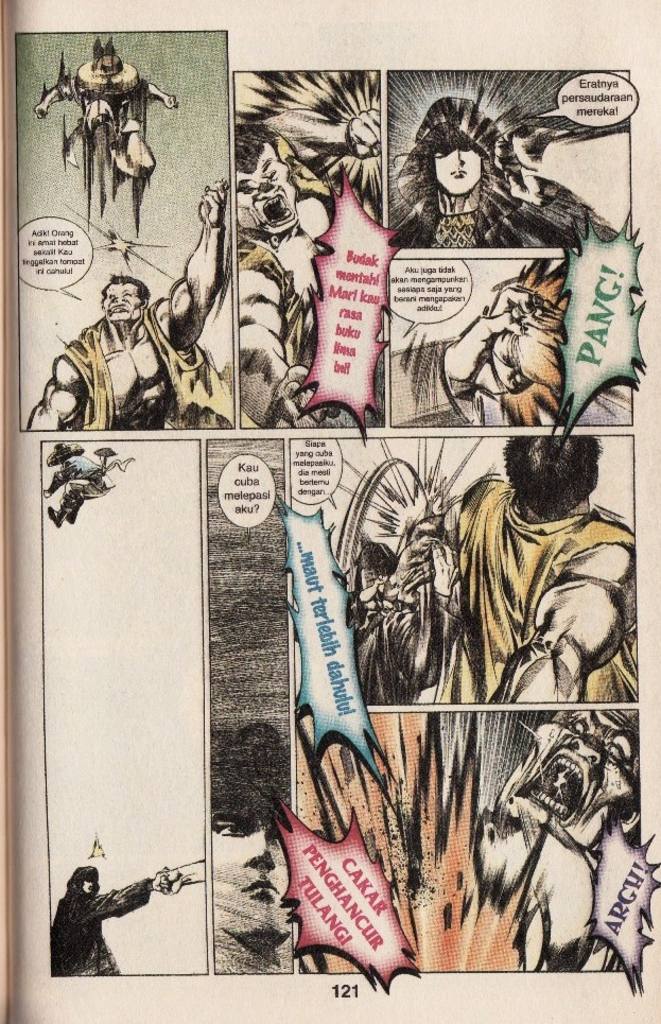 Adik! Orang
ini amat hebat
sekali! Kau
tinggalkan tempat
ini dahulu!
Budak
mentah!
Mari kau
rasa
buku
lima
ini!
Eratnya
persaudaraan
mereka!
Aku juga tidak
akan mengampunkan
sesiapa saja yang
berani mengapakan
adikku!
PANG!
Kau
cuba
melepasi
aku?
Siapa
yang cuba
melepasiku,
dia mesti
bertemu
dengan...
...maut terlebih dahulu!
CAKAR
PENGHANCUR
TULANG!
ARGH!
121